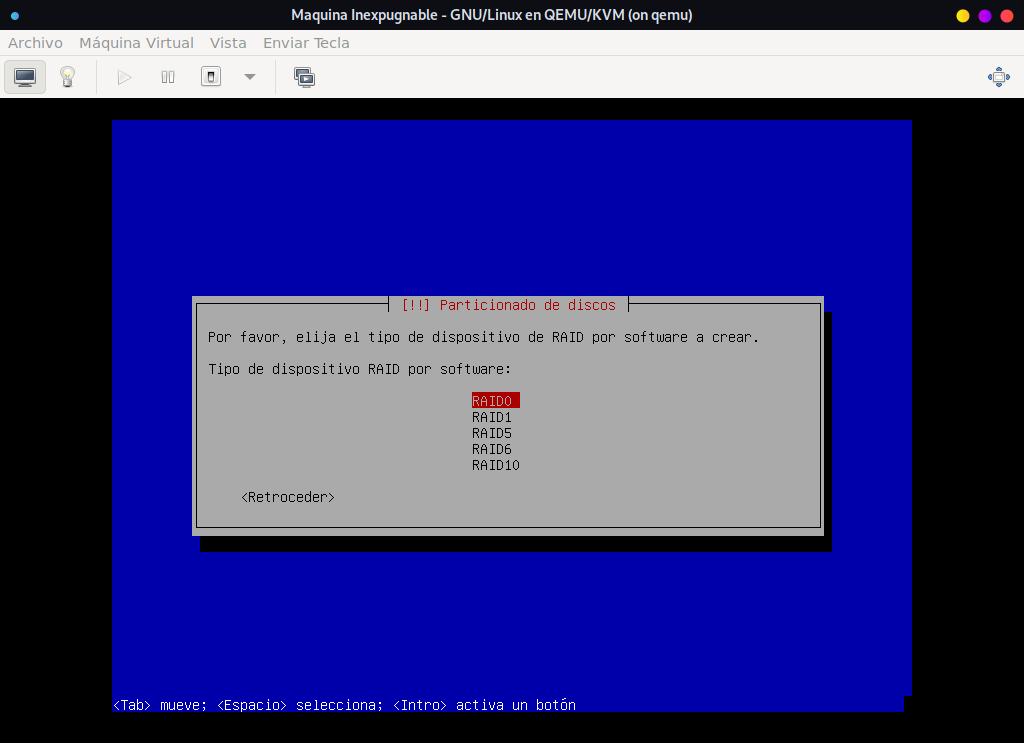 Maquina Inexpugnable - GNU/Linux en QEMU/KVM (on qemu)
Archivo Máquina Virtual Vista Enviar Tecla
[!!] Particionado de discos
Por favor, elija el tipo de dispositivo de RAID por software a crear.
Tipo de dispositivo RAID por software:
RAID0
RAID1
RAID5
RAID6
RAID10
<Retroceder>
<Tab> mueve; <Espacio> selecciona; <Intro> activa un botón